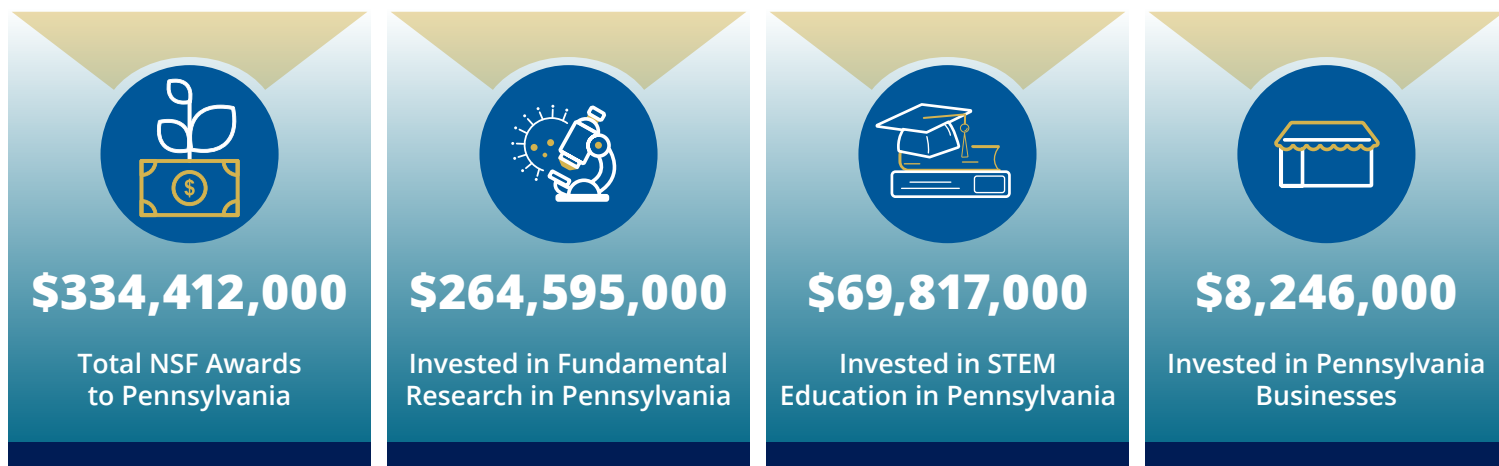 $
$334,412,000
Total NSF Awards
to Pennsylvania
$264,595,000
Invested in Fundamental
Research in Pennsylvania
$69,817,000
Invested in STEM
Education in Pennsylvania
$8,246,000
Invested in Pennsylvania
Businesses